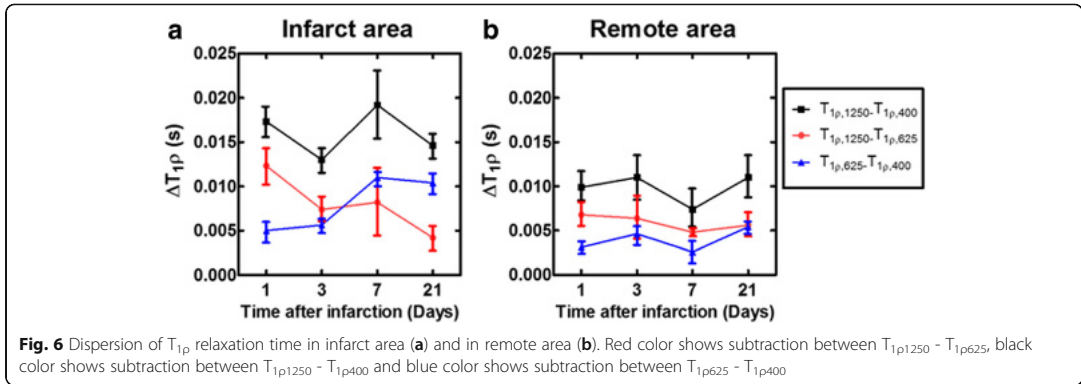 a Infarct area
b Remote area
0.025
0.020
0.015
0.010
0.005
0.000
ΔT1ρ (s)
1 3 7 21
Time after infarction (Days)
0.025
0.020
0.015
0.010
0.005
0.000
ΔT1ρ (s)
1 3 7 21
Time after infarction (Days)
T1ρ,1250-T1ρ,400
T1ρ,1250-T1ρ,625
T1ρ,625-T1ρ,400
Fig. 6 Dispersion of T1ρ relaxation time in infarct area (a) and in remote area (b). Red color shows subtraction between T1ρ1250 - T1ρ625, black
color shows subtraction between T1ρ1250 - T1ρ400 and blue color shows subtraction between T1ρ625 - T1ρ400